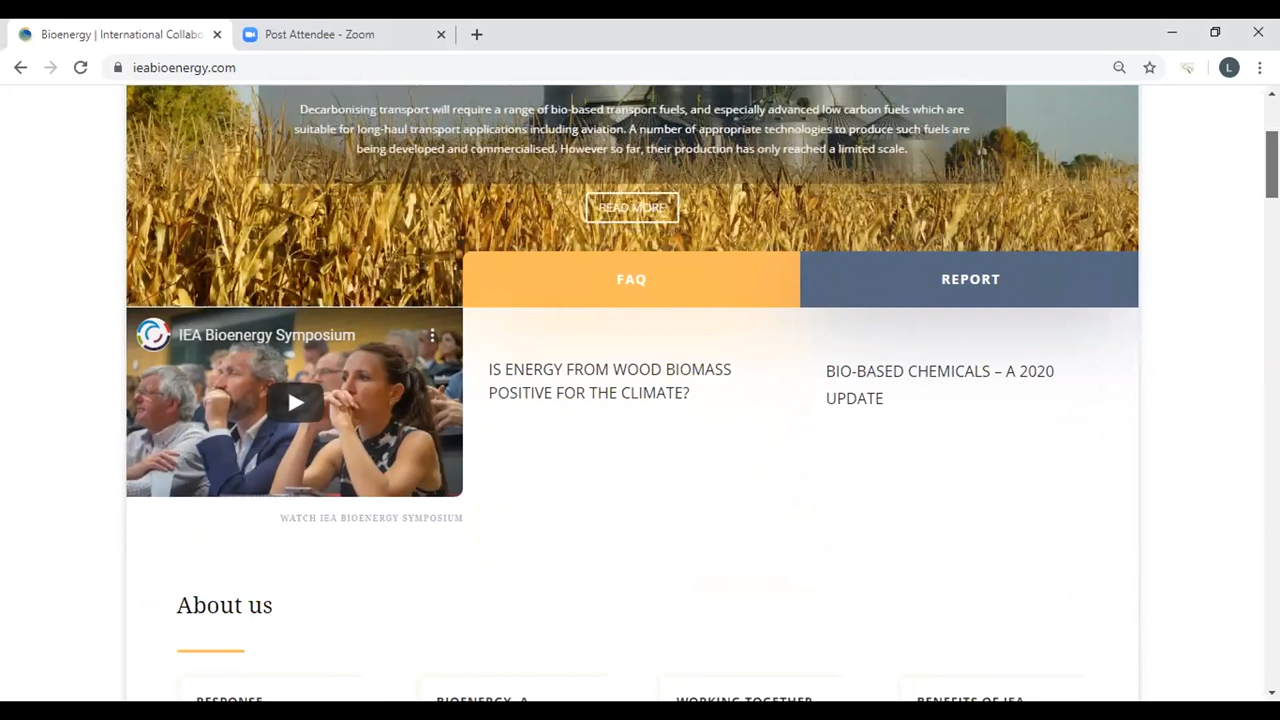 Bioenergy | International Collabo
Post Attendee - Zoom
ieabioenergy.com
L
Decarbonising transport will require a range of bio-based transport fuels, and especially advanced low carbon fuels which are
suitable for long-haul transport applications including aviation. A number of appropriate technologies to produce such fuels are
being developed and commercialised. However so far, their production has only reached a limited scale.
READ MORE
FAQ
REPORT
IEA Bioenergy Symposium
IS ENERGY FROM WOOD BIOMASS
POSITIVE FOR THE CLIMATE?
BIO-BASED CHEMICALS – A 2020
UPDATE
WATCH IEA BIOENERGY SYMPOSIUM
About us
RESPONSE
BIOENERGY, A
WORKING TOGETHER
BENEFITS OF IEA